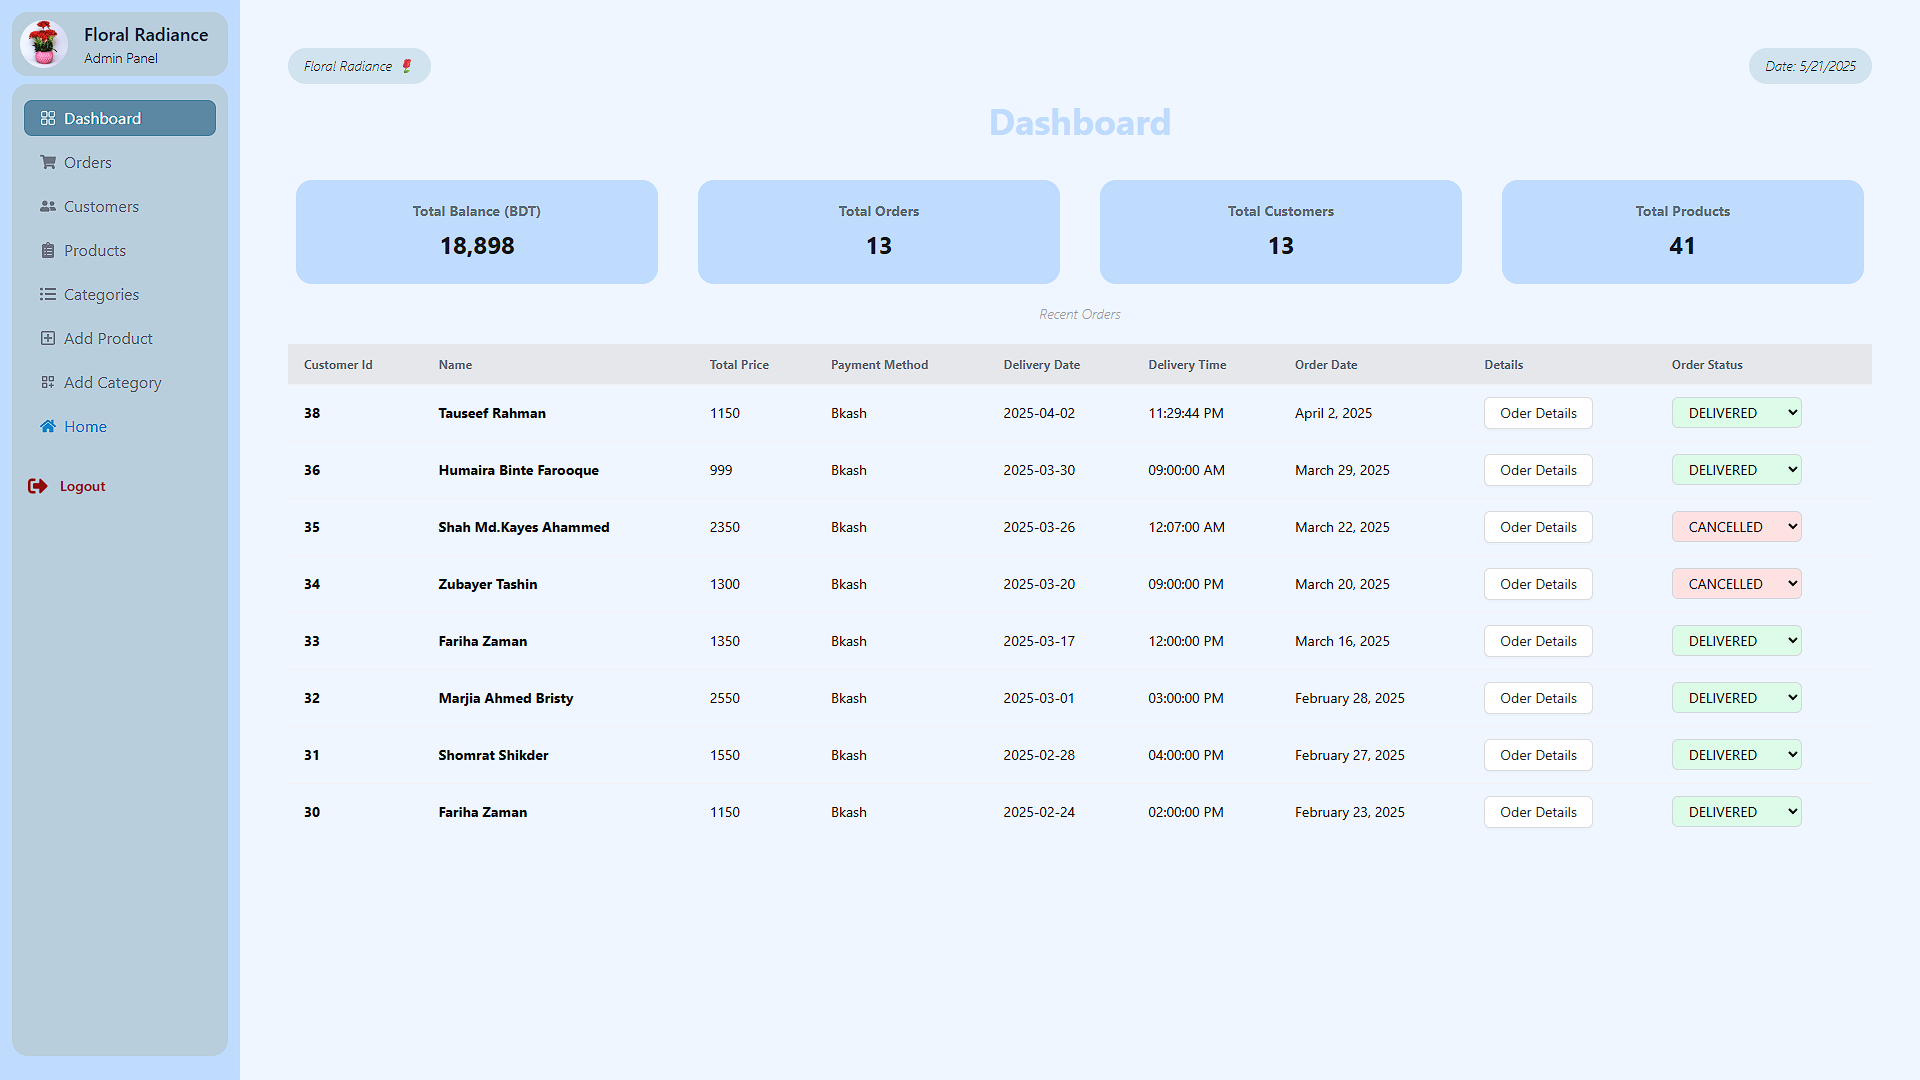 Floral Radiance
Admin Panel
Dashboard
Orders
Customers
Products
Categories
Add Product
Add Category
Home
Logout
Floral Radiance
Date: 5/21/2025
Dashboard
Total Balance (BDT)
18,898
Total Orders
13
Total Customers
13
Total Products
41
Recent Orders
Customer Id Name Total Price Payment Method Delivery Date Delivery Time Order Date Details Order Status
38 Tauseef Rahman 1150 Bkash 2025-04-02 11:29:44 PM April 2, 2025 Oder Details DELIVERED
36 Humaira Binte Farooque 999 Bkash 2025-03-30 09:00:00 AM March 29, 2025 Oder Details DELIVERED
35 Shah Md.Kayes Ahammed 2350 Bkash 2025-03-26 12:07:00 AM March 22, 2025 Oder Details CANCELLED
34 Zubayer Tashin 1300 Bkash 2025-03-20 09:00:00 PM March 20, 2025 Oder Details CANCELLED
33 Fariha Zaman 1350 Bkash 2025-03-17 12:00:00 PM March 16, 2025 Oder Details DELIVERED
32 Marjia Ahmed Bristy 2550 Bkash 2025-03-01 03:00:00 PM February 28, 2025 Oder Details DELIVERED
31 Shomrat Shikder 1550 Bkash 2025-02-28 04:00:00 PM February 27, 2025 Oder Details DELIVERED
30 Fariha Zaman 1150 Bkash 2025-02-24 02:00:00 PM February 23, 2025 Oder Details DELIVERED